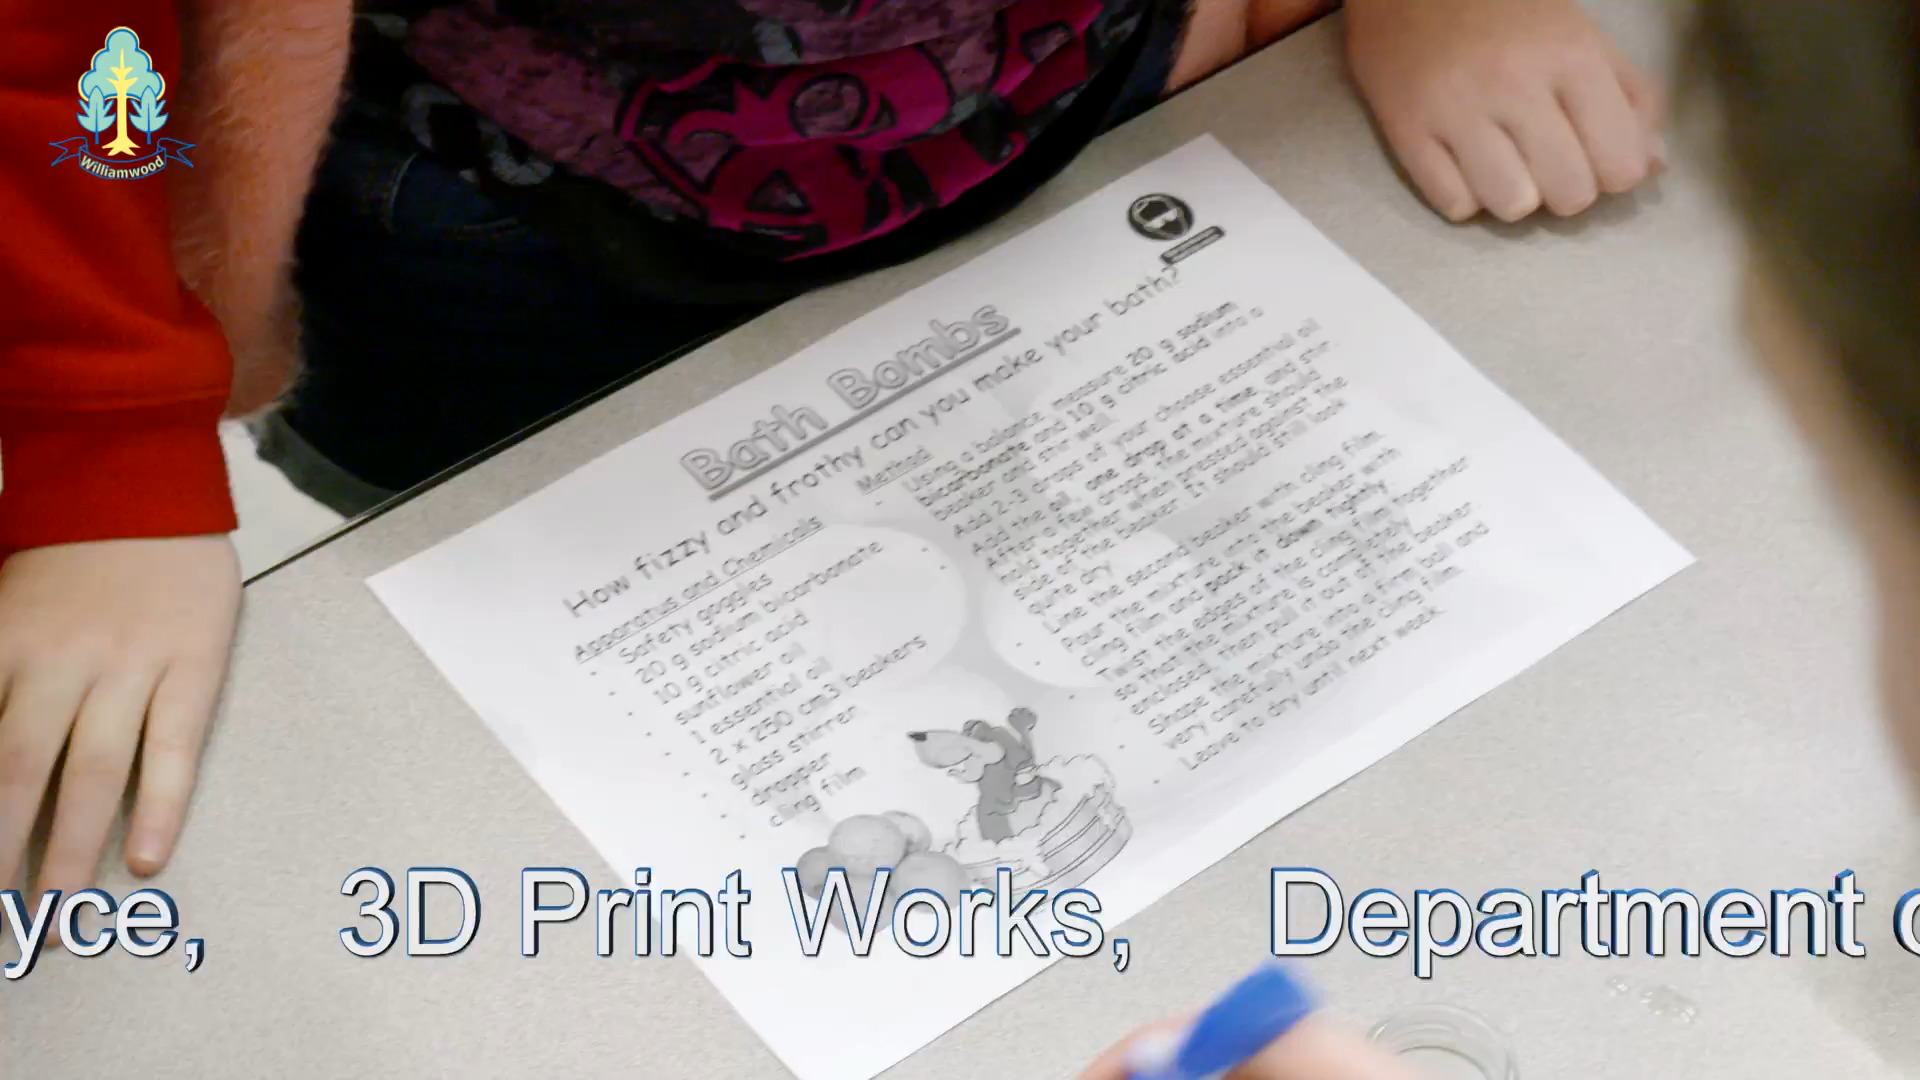 Williamwood
Bath Bombs
How fizzy and frothy can you make your bath?
Apparatus and Chemicals
Safety goggles
20 g sodium bicarbonate
10 g citric acid
sunflower oil
1 essential oil
2 x 250 cm3 beakers
glass stirrer
dropper
cling film
Method
Using a balance, measure 20 g sodium
bicarbonate and 10 g citric acid into a
beaker and stir well.
Add 2-3 drops of your choose essential oil
Add the oil, one drop at a time, and stir.
After a few drops, the mixture should
hold together when pressed against the
side of the beaker. It should still look
quite dry
Line the second beaker with cling film.
Pour the mixture into the beaker with
cling film and pack it down tightly.
Twist the edges of the cling film together
so that the mixture is completely
enclosed, then pull it out of the beaker.
Shape the mixture into a firm ball and
very carefully undo the cling film.
Leave to dry until next week.
yce, 3D Print Works, Department